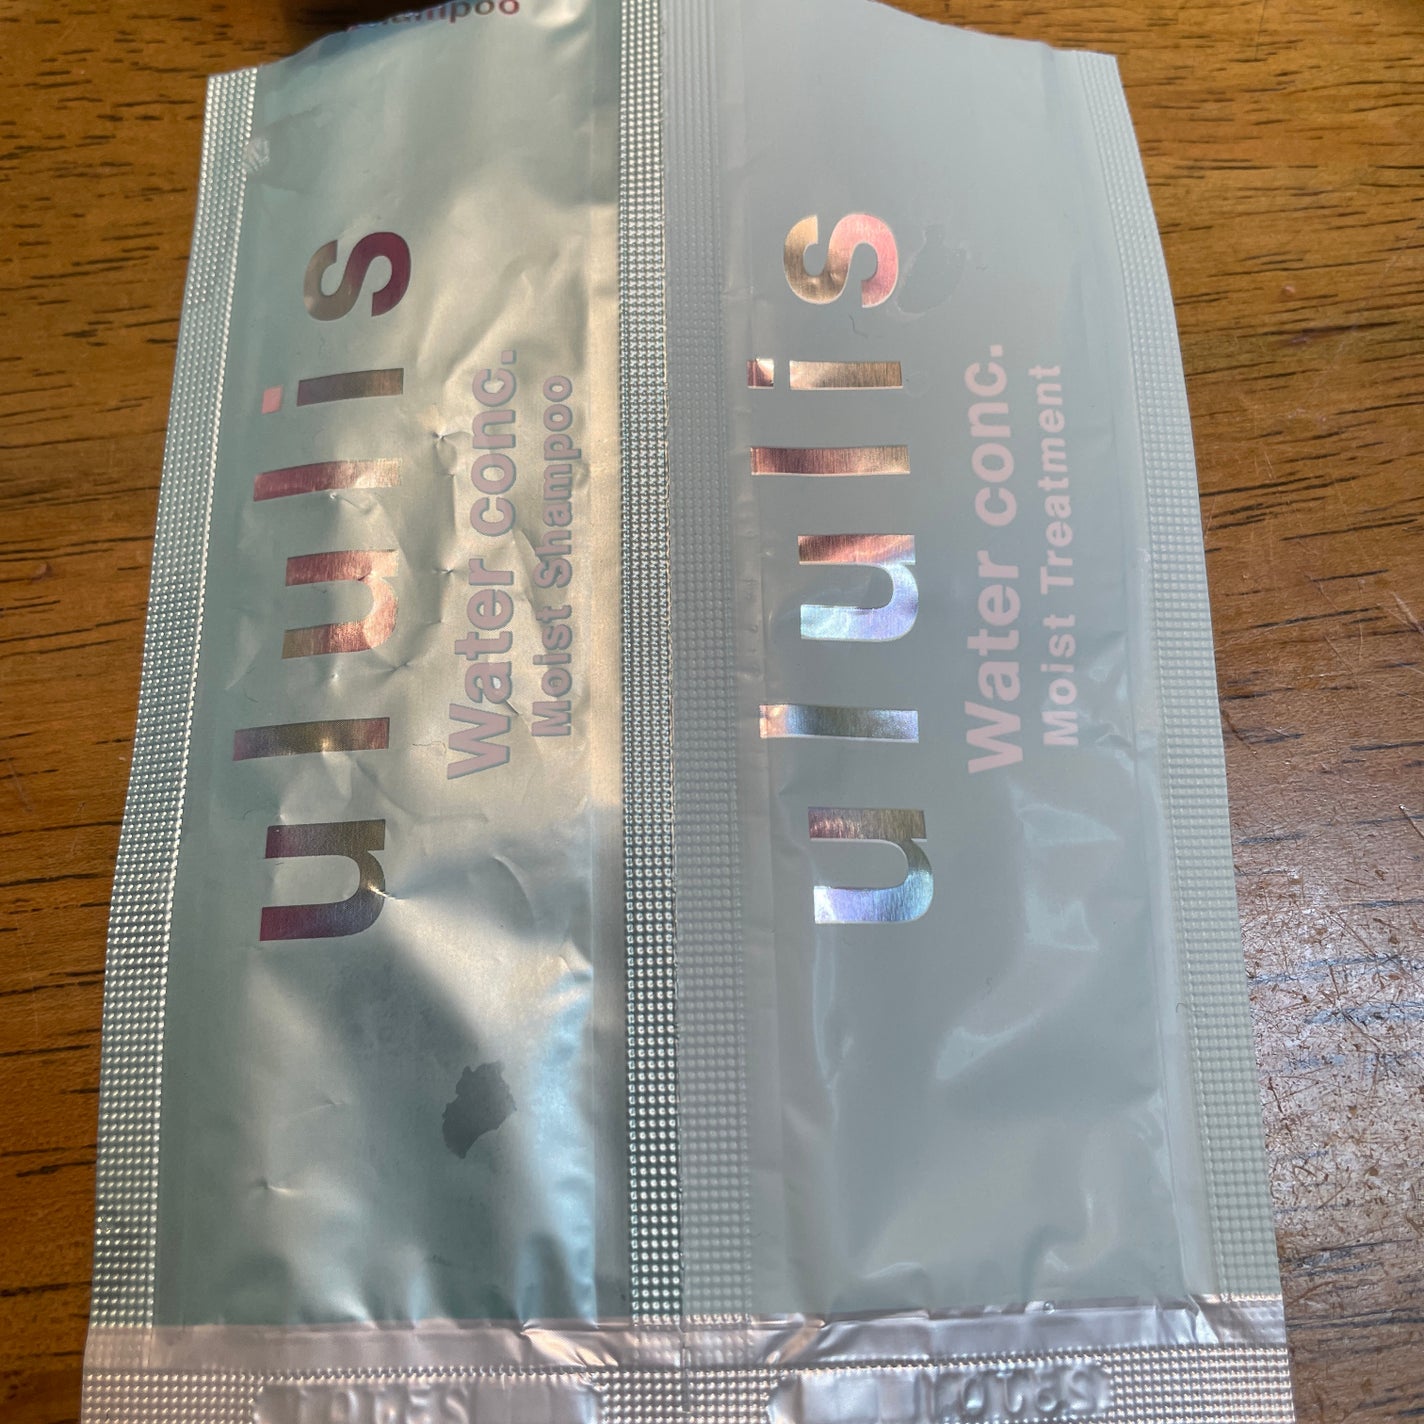 ululis
Water conc.
Moist Shampoo
ululis
Water conc.
Moist Treatment